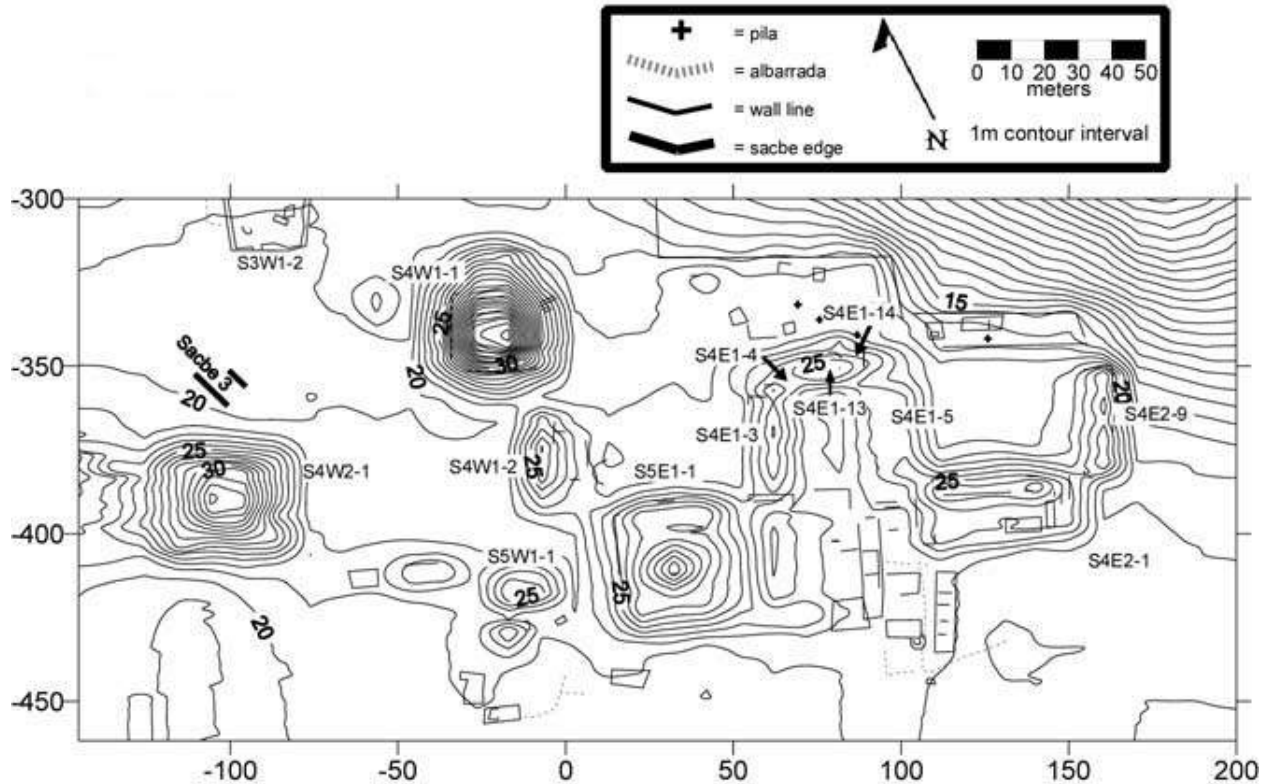 = pila
= albarrada
= wall line
= sacbe edge
N
0 10 20 30 40 50
meters
1m contour interval
-300
-350
-400
-450
S3W1-2
S4W1-1
25
30
20
Sacbe 3
20
25
30
S4W2-1
S4W1-2
25
S5W1-1
25
20
S5E1-1
25
15
S4E1-14
S4E1-4
25
S4E1-13
S4E1-3
S4E1-5
20
S4E2-9
25
S4E2-1
-100 -50 0 50 100 150 200